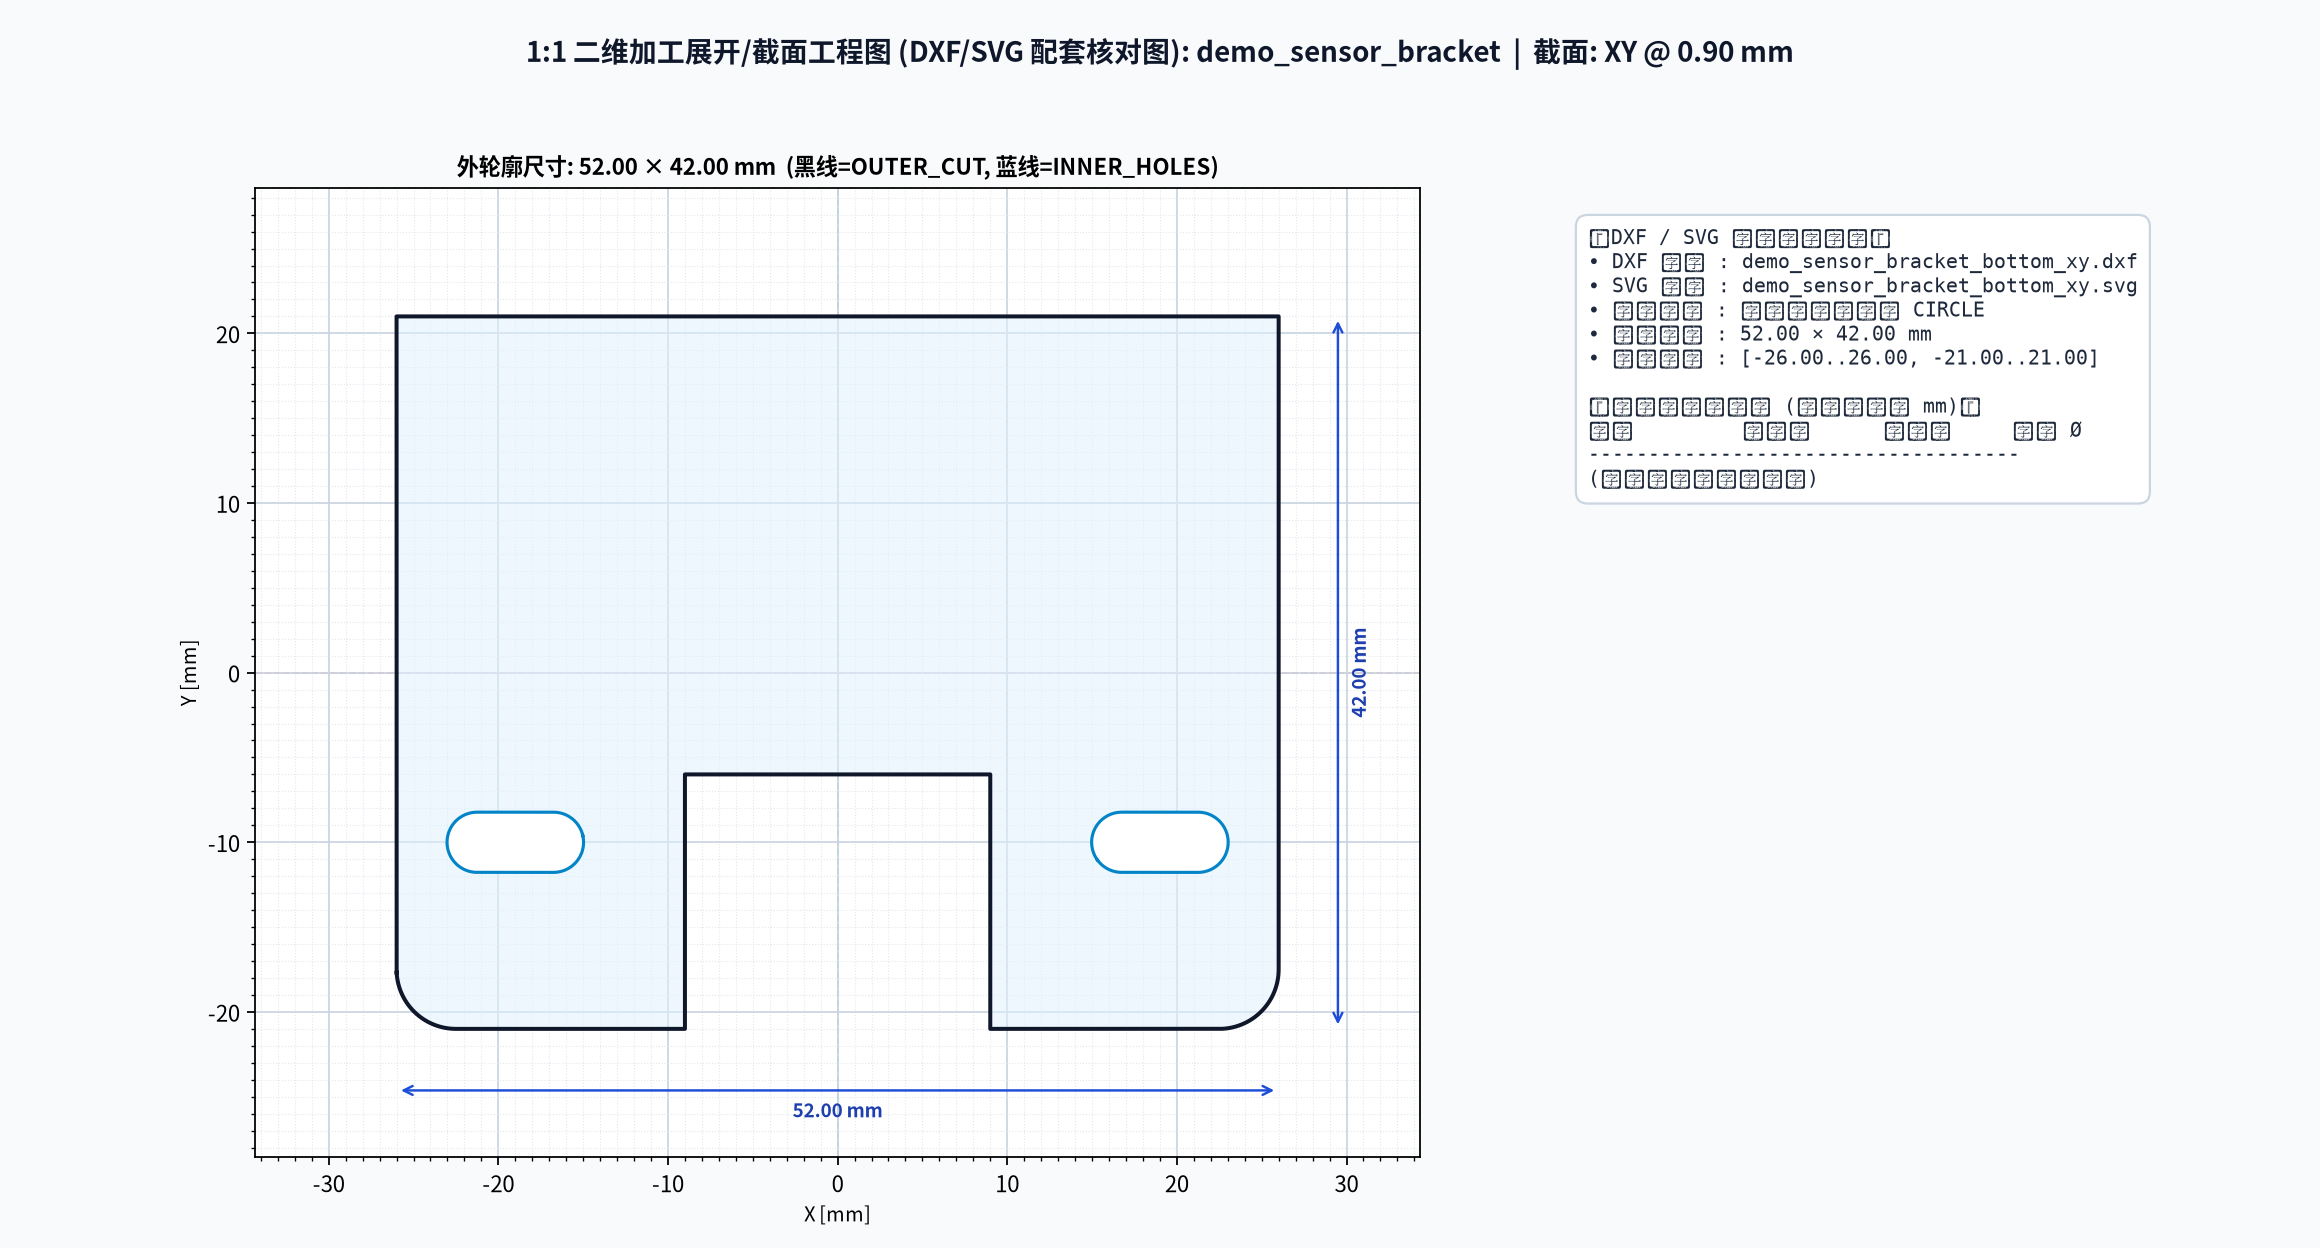 1:1 二维加工展开/截面工程图 (DXF/SVG 配套核对图): demo_sensor_bracket | 截面: XY @ 0.90 mm
外轮廓尺寸: 52.00 × 42.00 mm (黑线=OUTER_CUT, 蓝线=INNER_HOLES)
DXF / SVG
• DXF : demo_sensor_bracket_bottom_xy.dxf
• SVG : demo_sensor_bracket_bottom_xy.svg
• : CIRCLE
• : 52.00 × 42.00 mm
• : [-26.00..26.00, -21.00..21.00]
( mm)
Ø
------------------------------------
20
10
0
-10
-20
Y [mm]
42.00 mm
52.00 mm
-30
-20
-10
0
10
20
30
X [mm]